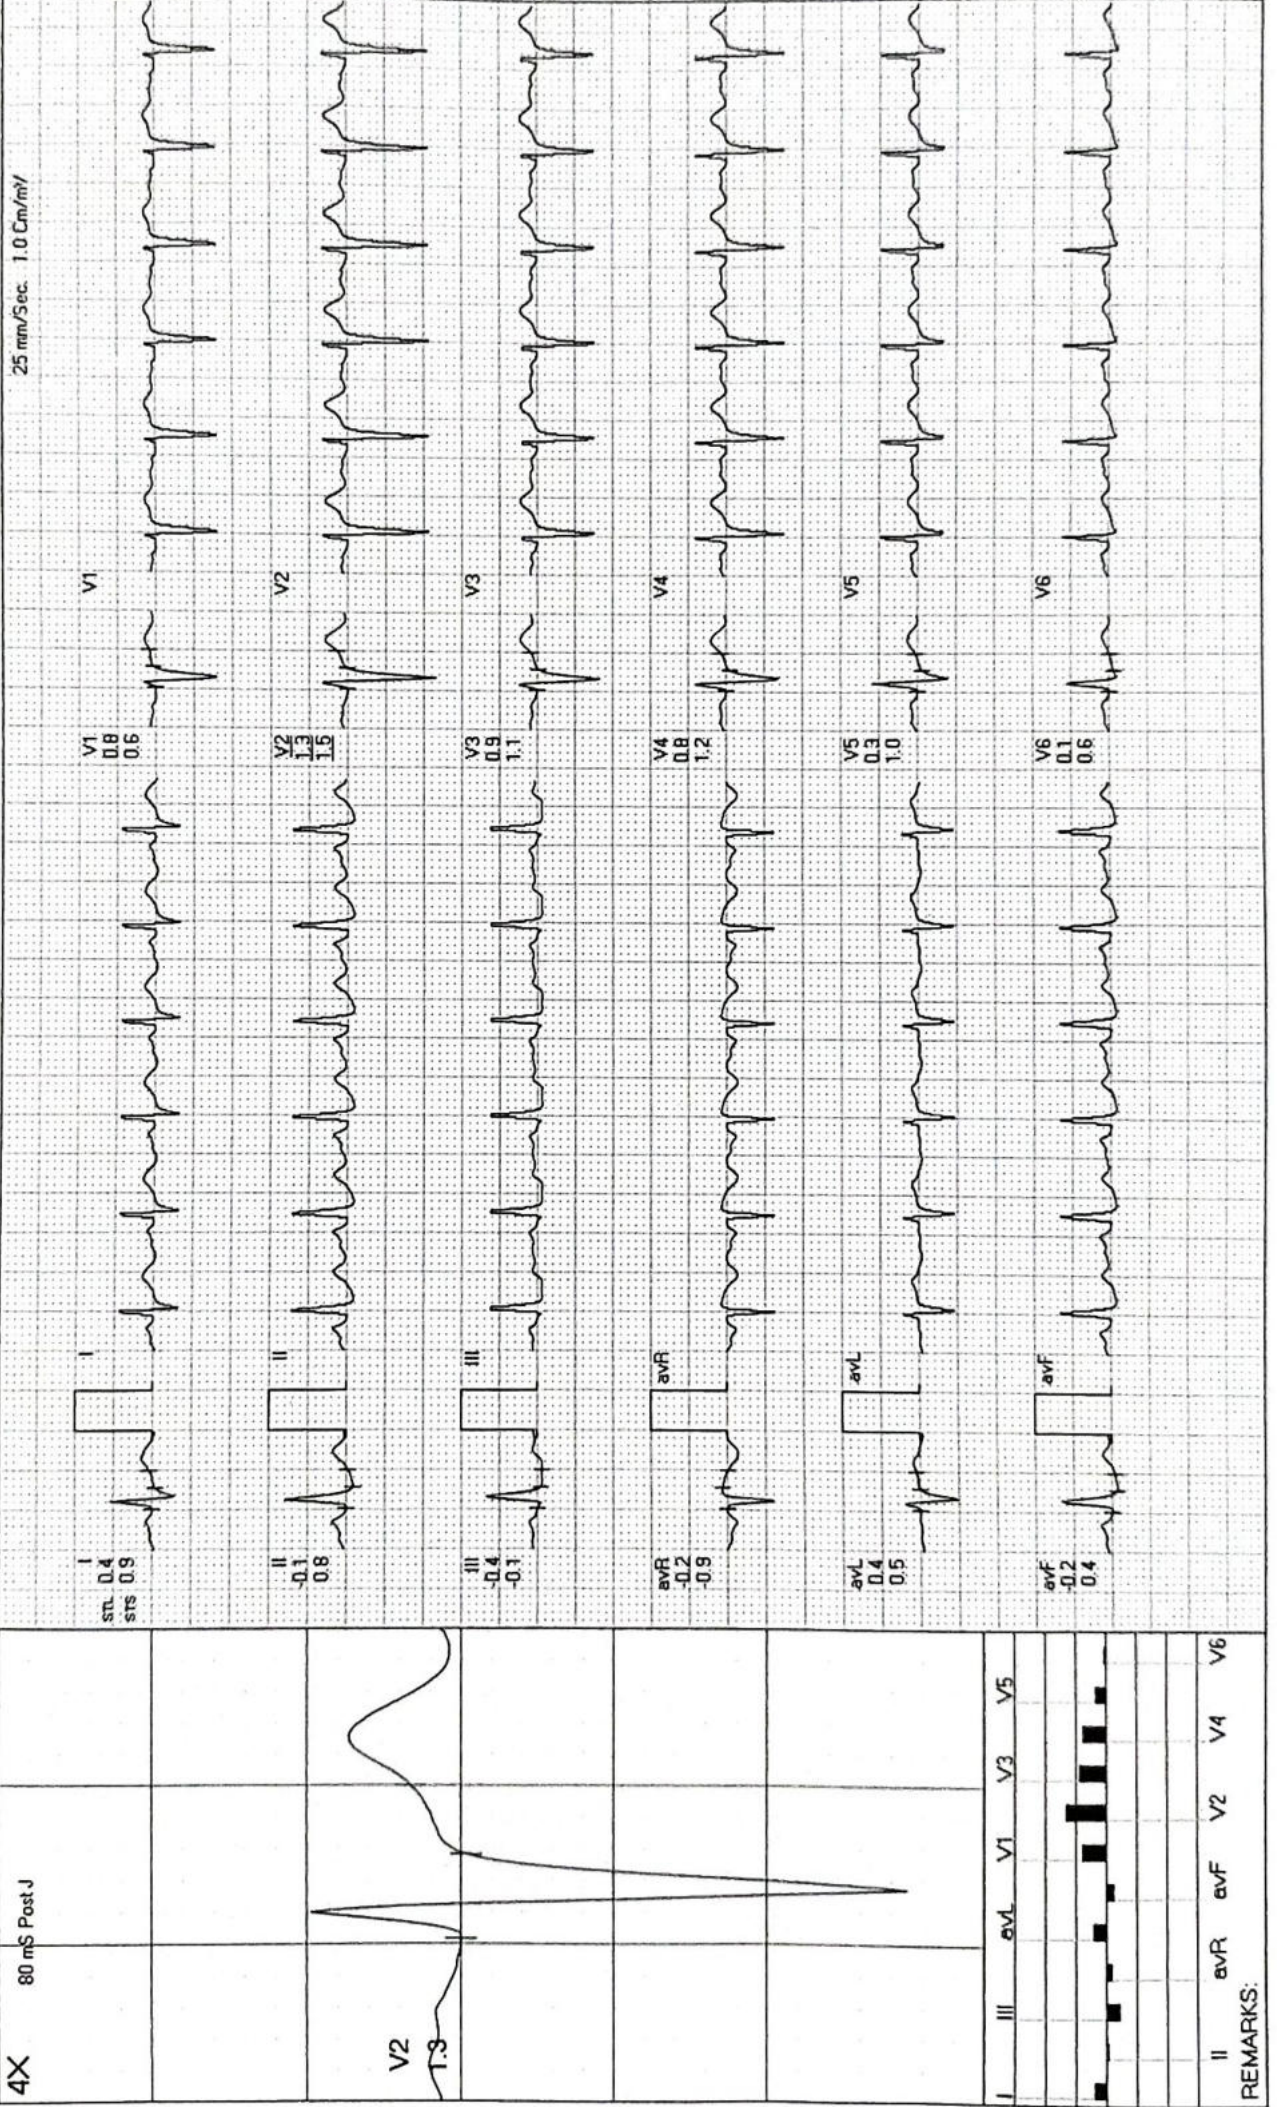 4X
80 mS Post J
25 mm/Sec. 1.0 Cm/mV
V2
1.3
I
STL 0.4
STS 0.9
I
V1
0.8
0.6
V1
II
-0.1
0.8
II
V2
1.3
1.5
V2
III
-0.4
-0.1
III
V3
0.9
1.1
V3
avR
-0.2
-0.9
avR
V4
0.8
1.2
V4
avL
0.4
0.5
avL
V5
0.3
1.0
V5
avF
-0.2
0.4
avF
V6
0.1
0.6
V6
I III avL V1 V3 V5
II avR avF V2 V4 V6
REMARKS: